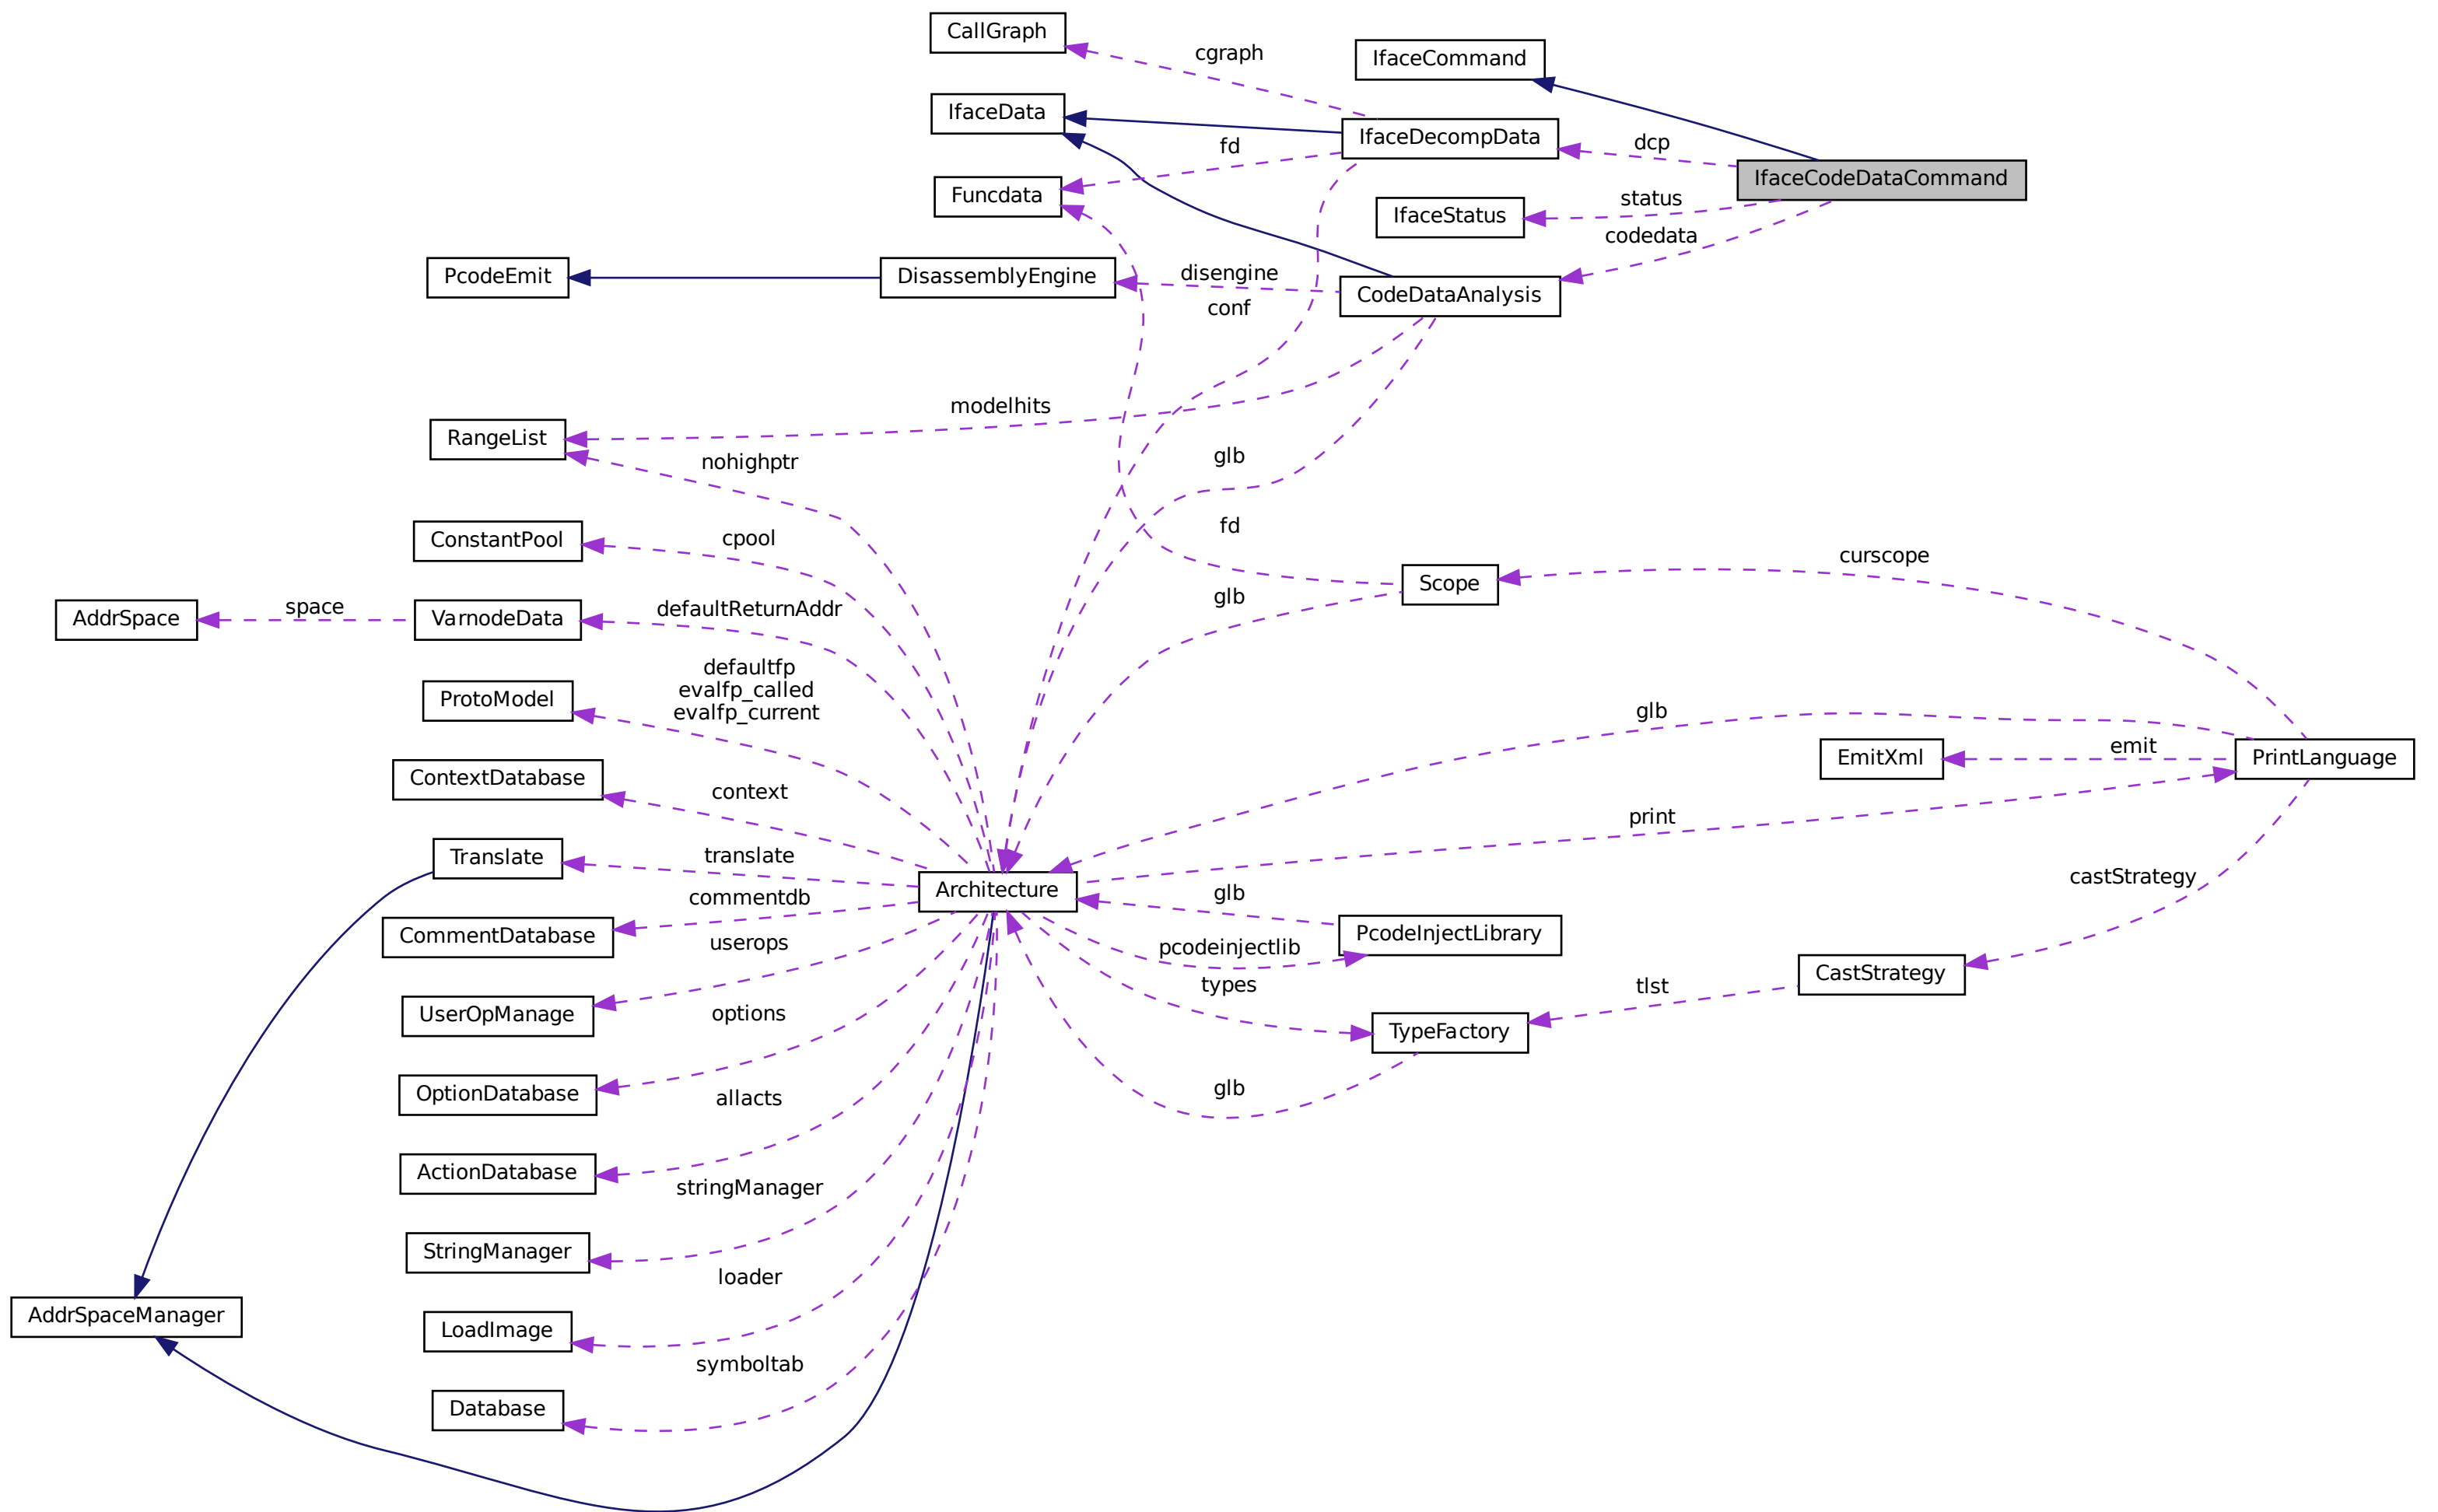 CallGraph
cgraph
IfaceCommand
IfaceData
IfaceDecompData
fd
dcp
IfaceCodeDataCommand
Funcdata
IfaceStatus
status
codedata
PcodeEmit
DisassemblyEngine
disengine
conf
CodeDataAnalysis
modelhits
RangeList
nohighptr
glb
cpool
ConstantPool
fd
curscope
Scope
glb
AddrSpace
space
VarnodeData
defaultReturnAddr
defaultfp
evalfp_called
evalfp_current
ProtoModel
glb
ContextDatabase
context
EmitXml
emit
PrintLanguage
print
Translate
translate
Architecture
commentdb
glb
castStrategy
CommentDatabase
userops
pcodeinjectlib
PcodeInjectLibrary
CastStrategy
types
tlst
UserOpManage
options
TypeFactory
OptionDatabase
allacts
glb
ActionDatabase
stringManager
StringManager
loader
AddrSpaceManager
LoadImage
symboltab
Database